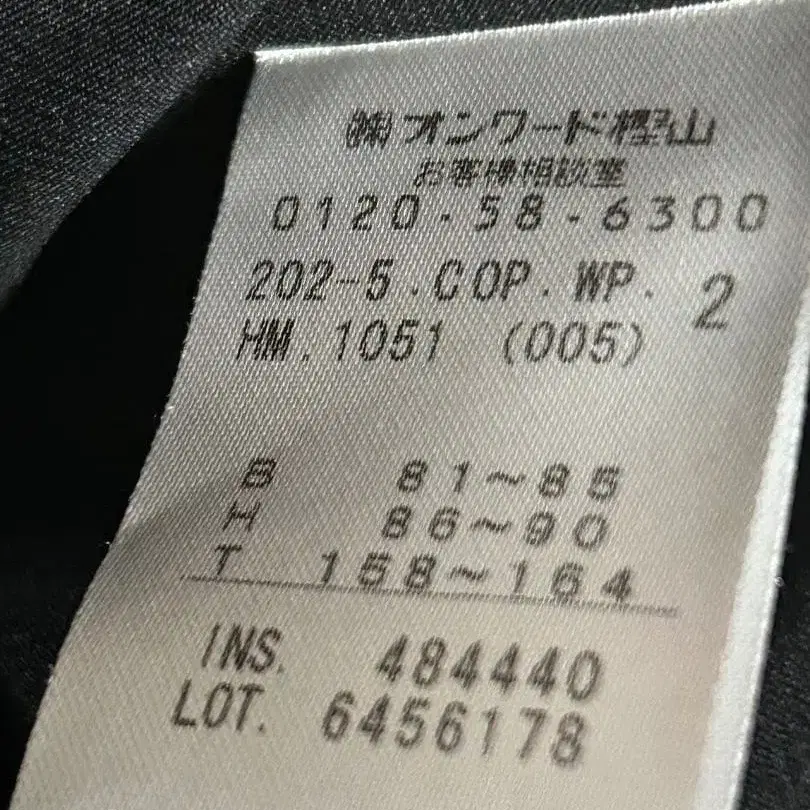 ㈱オンワード樫山
お客様相談室
0120・58・6300
202-5.COP.WP. 2
HM.1051 (005)
B 81~85
H 86~90
T 158~164
INS. 484440
LOT. 6456178